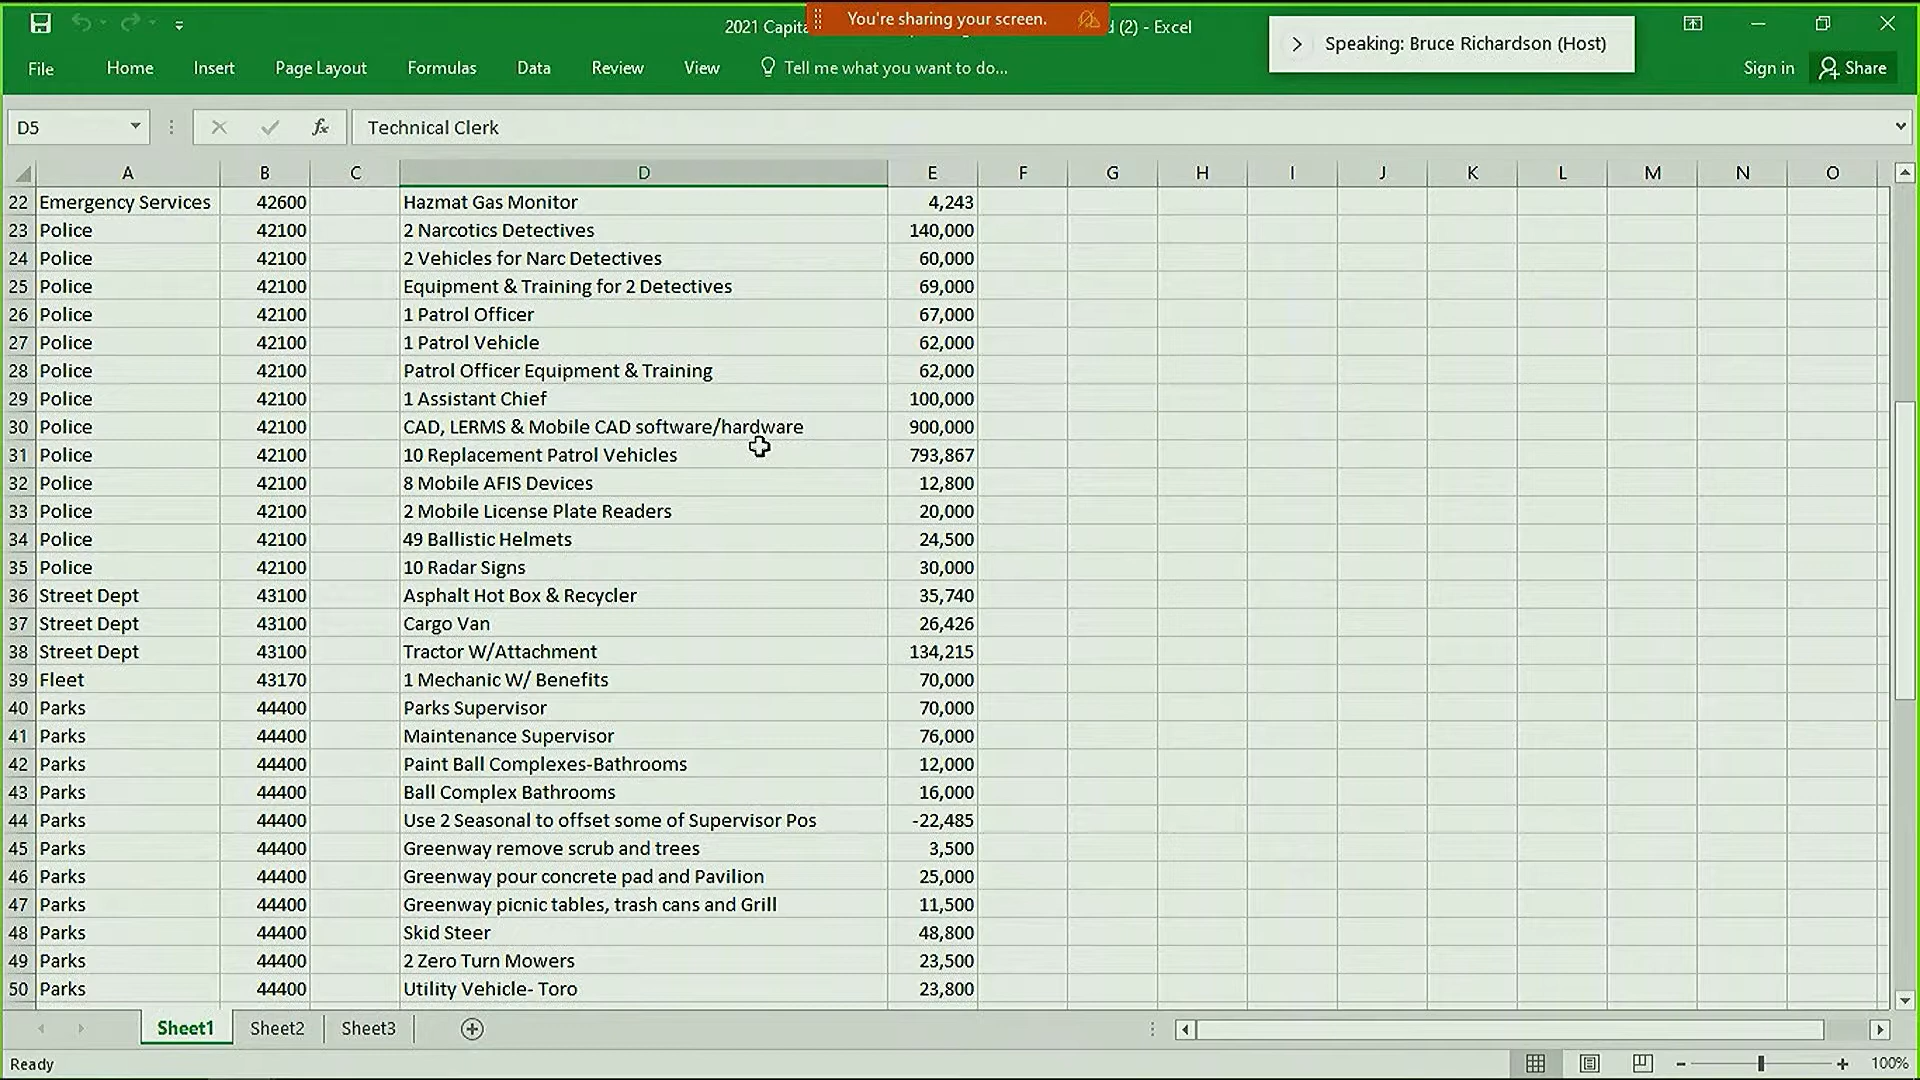 2021 Capita
You're sharing your screen.
d (2) - Excel
Speaking: Bruce Richardson (Host)
File Home Insert Page Layout Formulas Data Review View Tell me what you want to do... Sign in Share
D5 fx Technical Clerk
A B C D E F G H I J K L M N O
22 Emergency Services 42600 Hazmat Gas Monitor 4,243
23 Police 42100 2 Narcotics Detectives 140,000
24 Police 42100 2 Vehicles for Narc Detectives 60,000
25 Police 42100 Equipment & Training for 2 Detectives 69,000
26 Police 42100 1 Patrol Officer 67,000
27 Police 42100 1 Patrol Vehicle 62,000
28 Police 42100 Patrol Officer Equipment & Training 62,000
29 Police 42100 1 Assistant Chief 100,000
30 Police 42100 CAD, LERMS & Mobile CAD software/hardware 900,000
31 Police 42100 10 Replacement Patrol Vehicles 793,867
32 Police 42100 8 Mobile AFIS Devices 12,800
33 Police 42100 2 Mobile License Plate Readers 20,000
34 Police 42100 49 Ballistic Helmets 24,500
35 Police 42100 10 Radar Signs 30,000
36 Street Dept 43100 Asphalt Hot Box & Recycler 35,740
37 Street Dept 43100 Cargo Van 26,426
38 Street Dept 43100 Tractor W/Attachment 134,215
39 Fleet 43170 1 Mechanic W/ Benefits 70,000
40 Parks 44400 Parks Supervisor 70,000
41 Parks 44400 Maintenance Supervisor 76,000
42 Parks 44400 Paint Ball Complexes-Bathrooms 12,000
43 Parks 44400 Ball Complex Bathrooms 16,000
44 Parks 44400 Use 2 Seasonal to offset some of Supervisor Pos -22,485
45 Parks 44400 Greenway remove scrub and trees 3,500
46 Parks 44400 Greenway pour concrete pad and Pavilion 25,000
47 Parks 44400 Greenway picnic tables, trash cans and Grill 11,500
48 Parks 44400 Skid Steer 48,800
49 Parks 44400 2 Zero Turn Mowers 23,500
50 Parks 44400 Utility Vehicle- Toro 23,800
Sheet1 Sheet2 Sheet3
Ready 100%